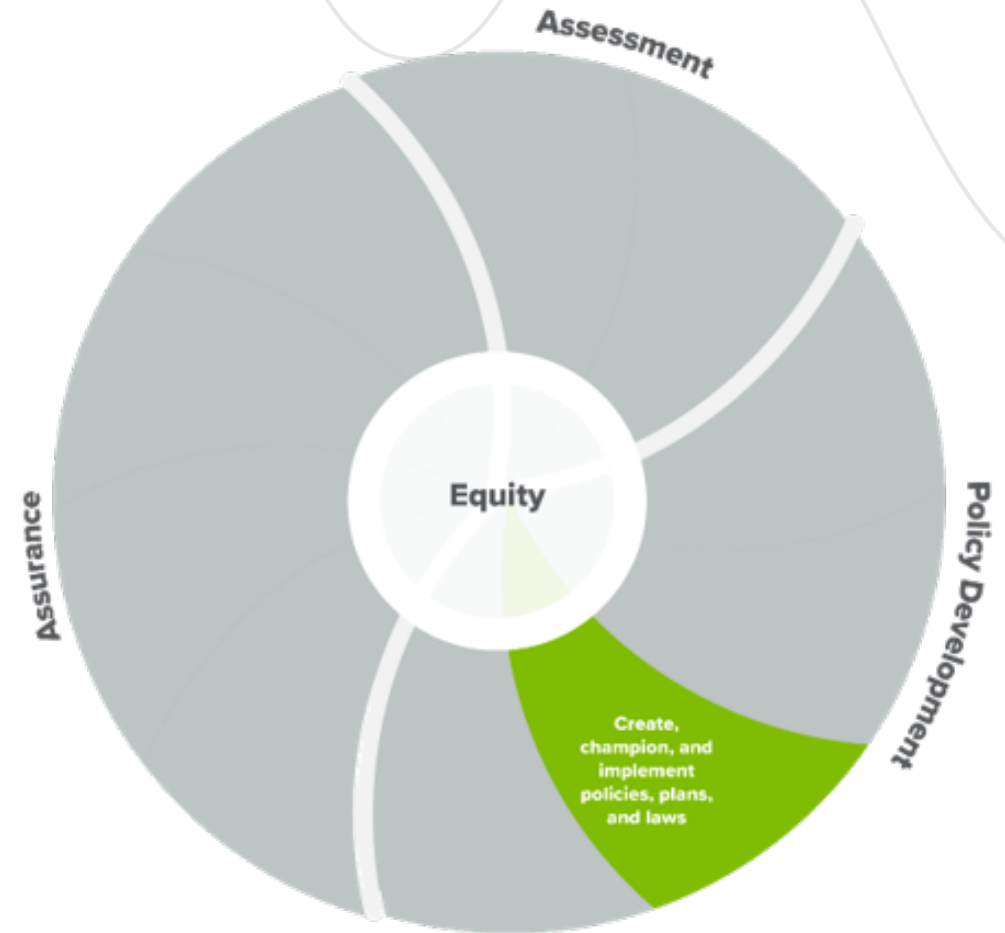 Assessment
Equity
Assurance
Policy Development
Create,
champion, and
implement
policies, plans,
and laws